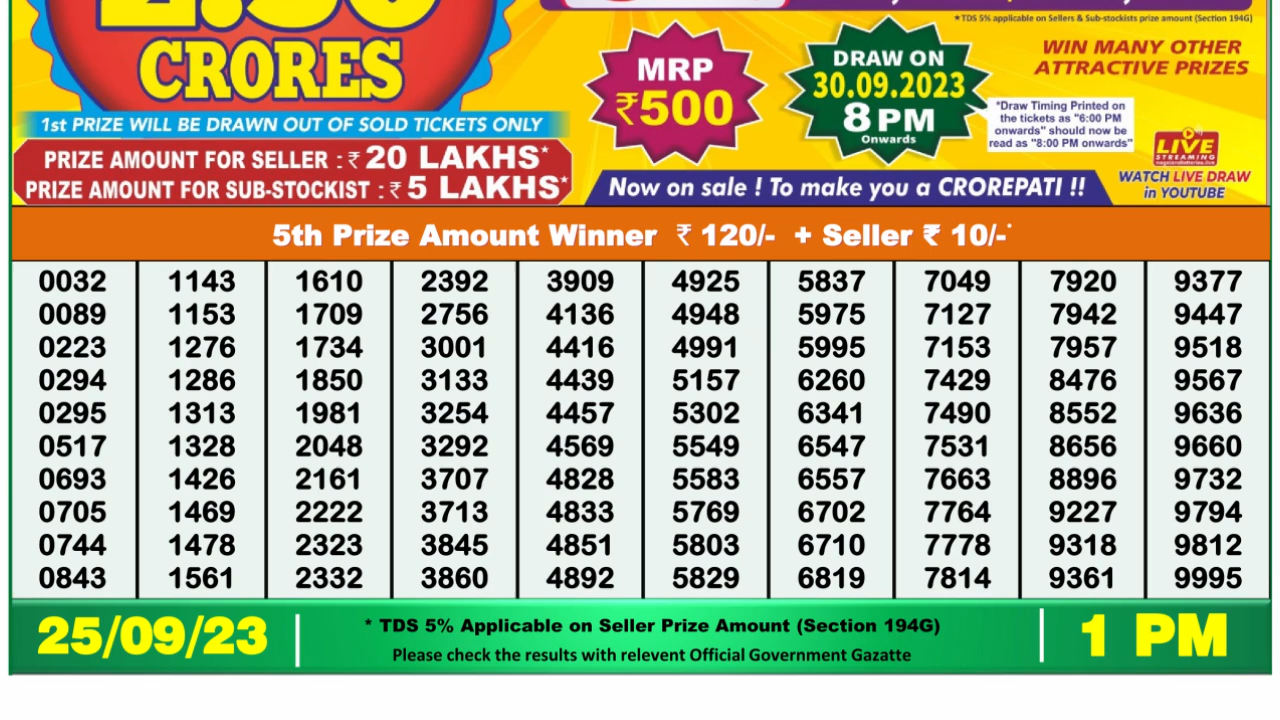 CRORES
1st PRIZE WILL BE DRAWN OUT OF SOLD TICKETS ONLY
PRIZE AMOUNT FOR SELLER : ₹ 20 LAKHS*
PRIZE AMOUNT FOR SUB-STOCKIST : ₹ 5 LAKHS*
*TDS 5% applicable on Sellers & Sub-stockists prize amount (Section 194G)
MRP
₹500
DRAW ON
30.09.2023
8 PM
Onwards
WIN MANY OTHER
ATTRACTIVE PRIZES
*Draw Timing Printed on
the tickets as "6:00 PM
onwards" should now be
read as "8:00 PM onwards"
LIVE
STREAMING
WATCH LIVE DRAW
in YOUTUBE
Now on sale ! To make you a CROREPATI !!
5th Prize Amount Winner ₹ 120/- + Seller ₹ 10/-*
0032 1143 1610 2392 3909 4925 5837 7049 7920 9377
0089 1153 1709 2756 4136 4948 5975 7127 7942 9447
0223 1276 1734 3001 4416 4991 5995 7153 7957 9518
0294 1286 1850 3133 4439 5157 6260 7429 8476 9567
0295 1313 1981 3254 4457 5302 6341 7490 8552 9636
0517 1328 2048 3292 4569 5549 6547 7531 8656 9660
0693 1426 2161 3707 4828 5583 6557 7663 8896 9732
0705 1469 2222 3713 4833 5769 6702 7764 9227 9794
0744 1478 2323 3845 4851 5803 6710 7778 9318 9812
0843 1561 2332 3860 4892 5829 6819 7814 9361 9995
25/09/23
* TDS 5% Applicable on Seller Prize Amount (Section 194G)
Please check the results with relevent Official Government Gazatte
1 PM